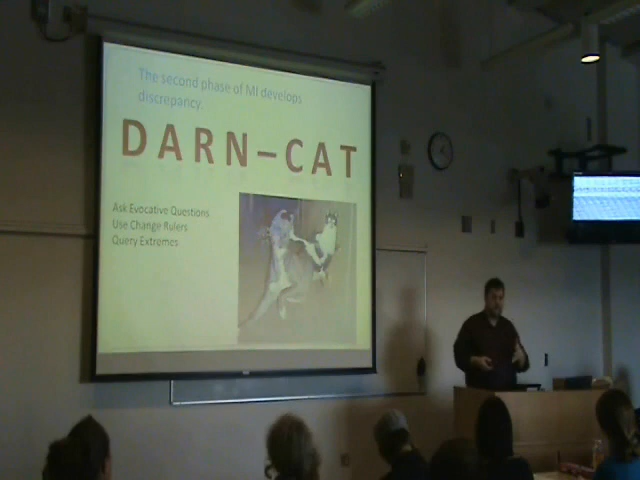 The second phase of MI develops
discrepancy.
DARN–CAT
Ask Evocative Questions
Use Change Rulers
Query Extremes